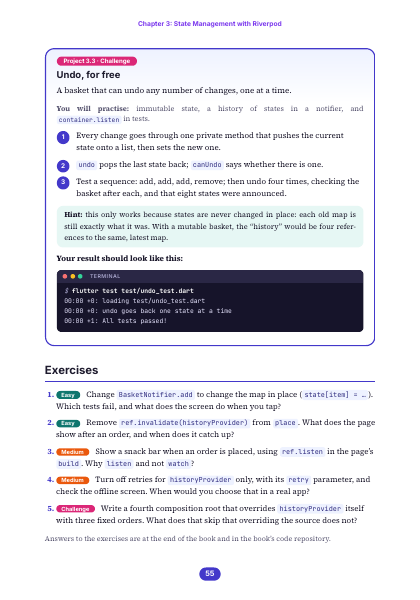 Chapter 3: State Management with Riverpod
Project 3.3 · Challenge
Undo, for free
A basket that can undo any number of changes, one at a time.
You will practise: immutable state, a history of states in a notifier, and
container.listen in tests.
1 Every change goes through one private method that pushes the current
state onto a list, then sets the new one.
2 undo pops the last state back; canUndo says whether there is one.
3 Test a sequence: add, add, add, remove; then undo four times, checking the
basket after each, and that eight states were announced.
Hint: this only works because states are never changed in place: each old map is
still exactly what it was. With a mutable basket, the “history” would be four refer-
ences to the same, latest map.
Your result should look like this:
TERMINAL
$ flutter test test/undo_test.dart
00:00 +0: loading test/undo_test.dart
00:00 +0: undo goes back one state at a time
00:00 +1: All tests passed!
Exercises
1. Easy Change BasketNotifier.add to change the map in place ( state[item] = … ).
Which tests fail, and what does the screen do when you tap?
2. Easy Remove ref.invalidate(historyProvider) from place. What does the page
show after an order, and when does it catch up?
3. Medium Show a snack bar when an order is placed, using ref.listen in the page’s
build. Why listen and not watch?
4. Medium Turn off retries for historyProvider only, with its retry parameter, and
check the offline screen. When would you choose that in a real app?
5. Challenge Write a fourth composition root that overrides historyProvider itself
with three fixed orders. What does that skip that overriding the source does not?
Answers to the exercises are at the end of the book and in the book’s code repository.
55